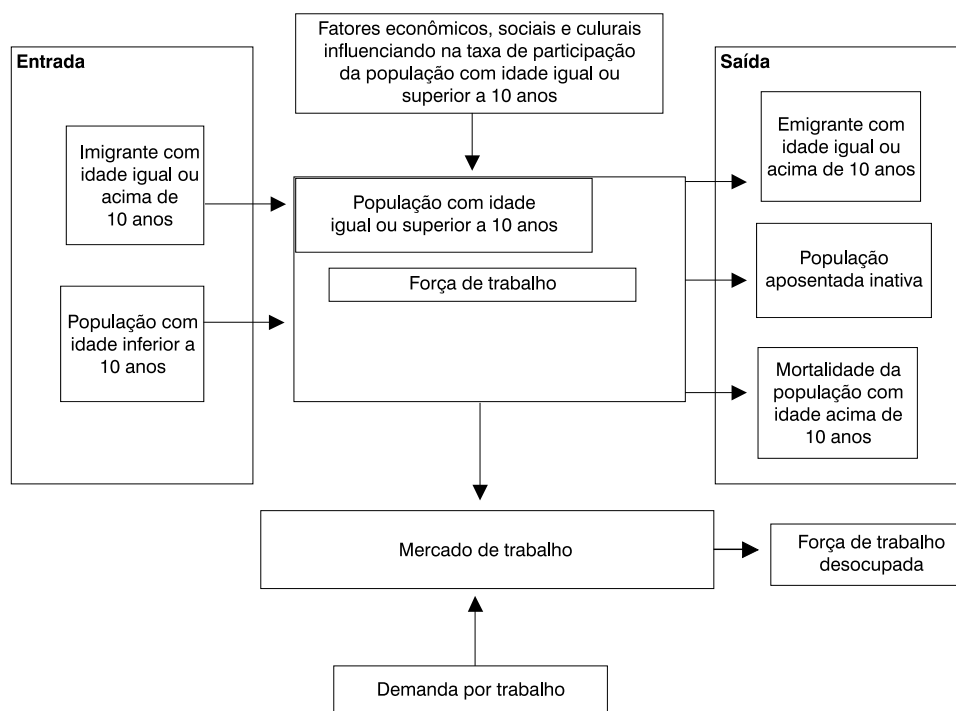 Fatores econômicos, sociais e culurais
influenciando na taxa de participação
da população com idade igual ou
superior a 10 anos
Entrada
Imigrante com
idade igual ou
acima de
10 anos
População com
idade inferior a
10 anos
População com idade
igual ou superior a 10 anos
Força de trabalho
Saída
Emigrante com
idade igual ou
acima de 10 anos
População
aposentada inativa
Mortalidade da
população com
idade acima de
10 anos
Mercado de trabalho
Força de trabalho
desocupada
Demanda por trabalho